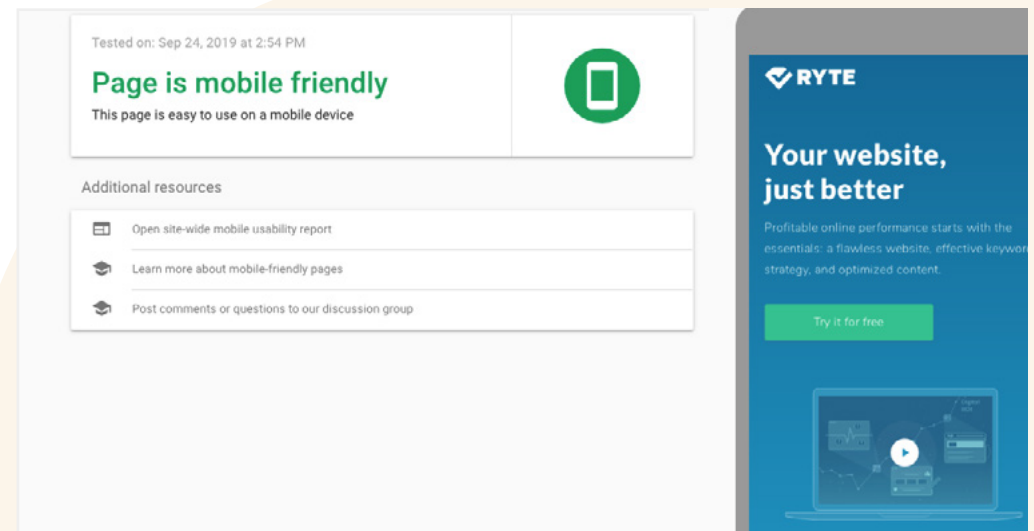 Tested on: Sep 24, 2019 at 2:54 PM
Page is mobile friendly
This page is easy to use on a mobile device
Additional resources
Open site-wide mobile usability report
Learn more about mobile-friendly pages
Post comments or questions to our discussion group
RYTE
Your website,
just better
Profitable online performance starts with the
essentials: a flawless website, effective keywor
strategy, and optimized content.
Try it for free